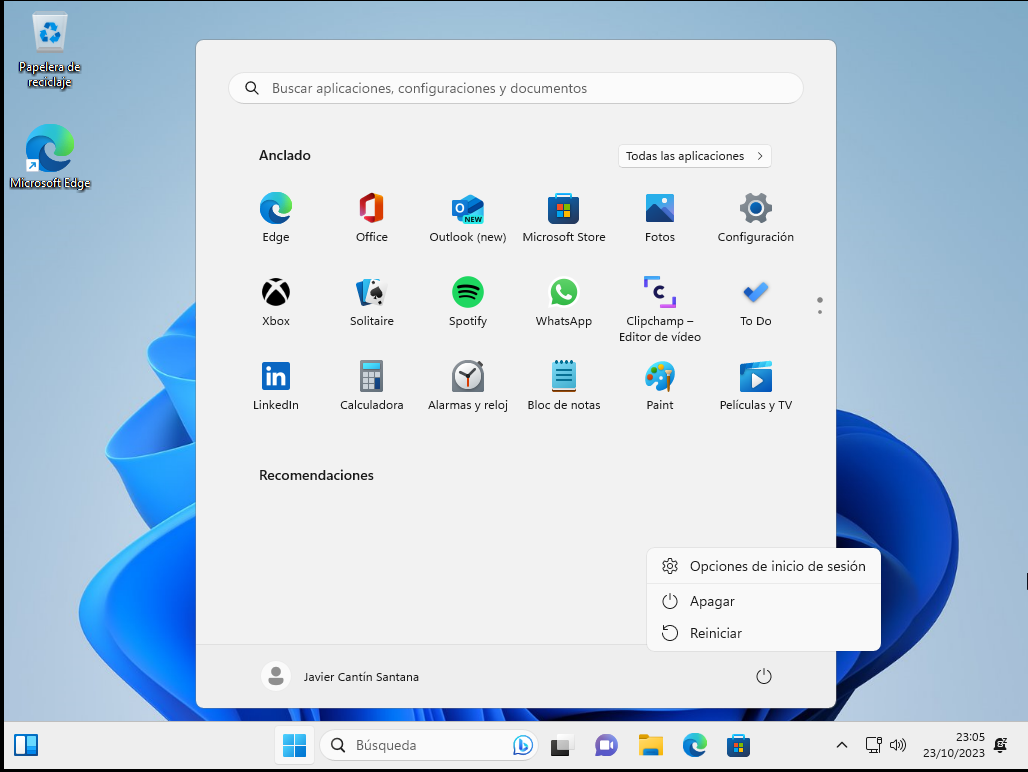 Papelera de
reciclaje
Microsoft Edge
Buscar aplicaciones, configuraciones y documentos
Anclado
Todas las aplicaciones
Edge
Office
Outlook (new)
Microsoft Store
Fotos
Configuración
Xbox
Solitaire
Spotify
WhatsApp
Clipchamp –
Editor de vídeo
To Do
LinkedIn
Calculadora
Alarmas y reloj
Bloc de notas
Paint
Películas y TV
Recomendaciones
Opciones de inicio de sesión
Apagar
Reiniciar
Javier Cantín Santana
Búsqueda
23:05
23/10/2023